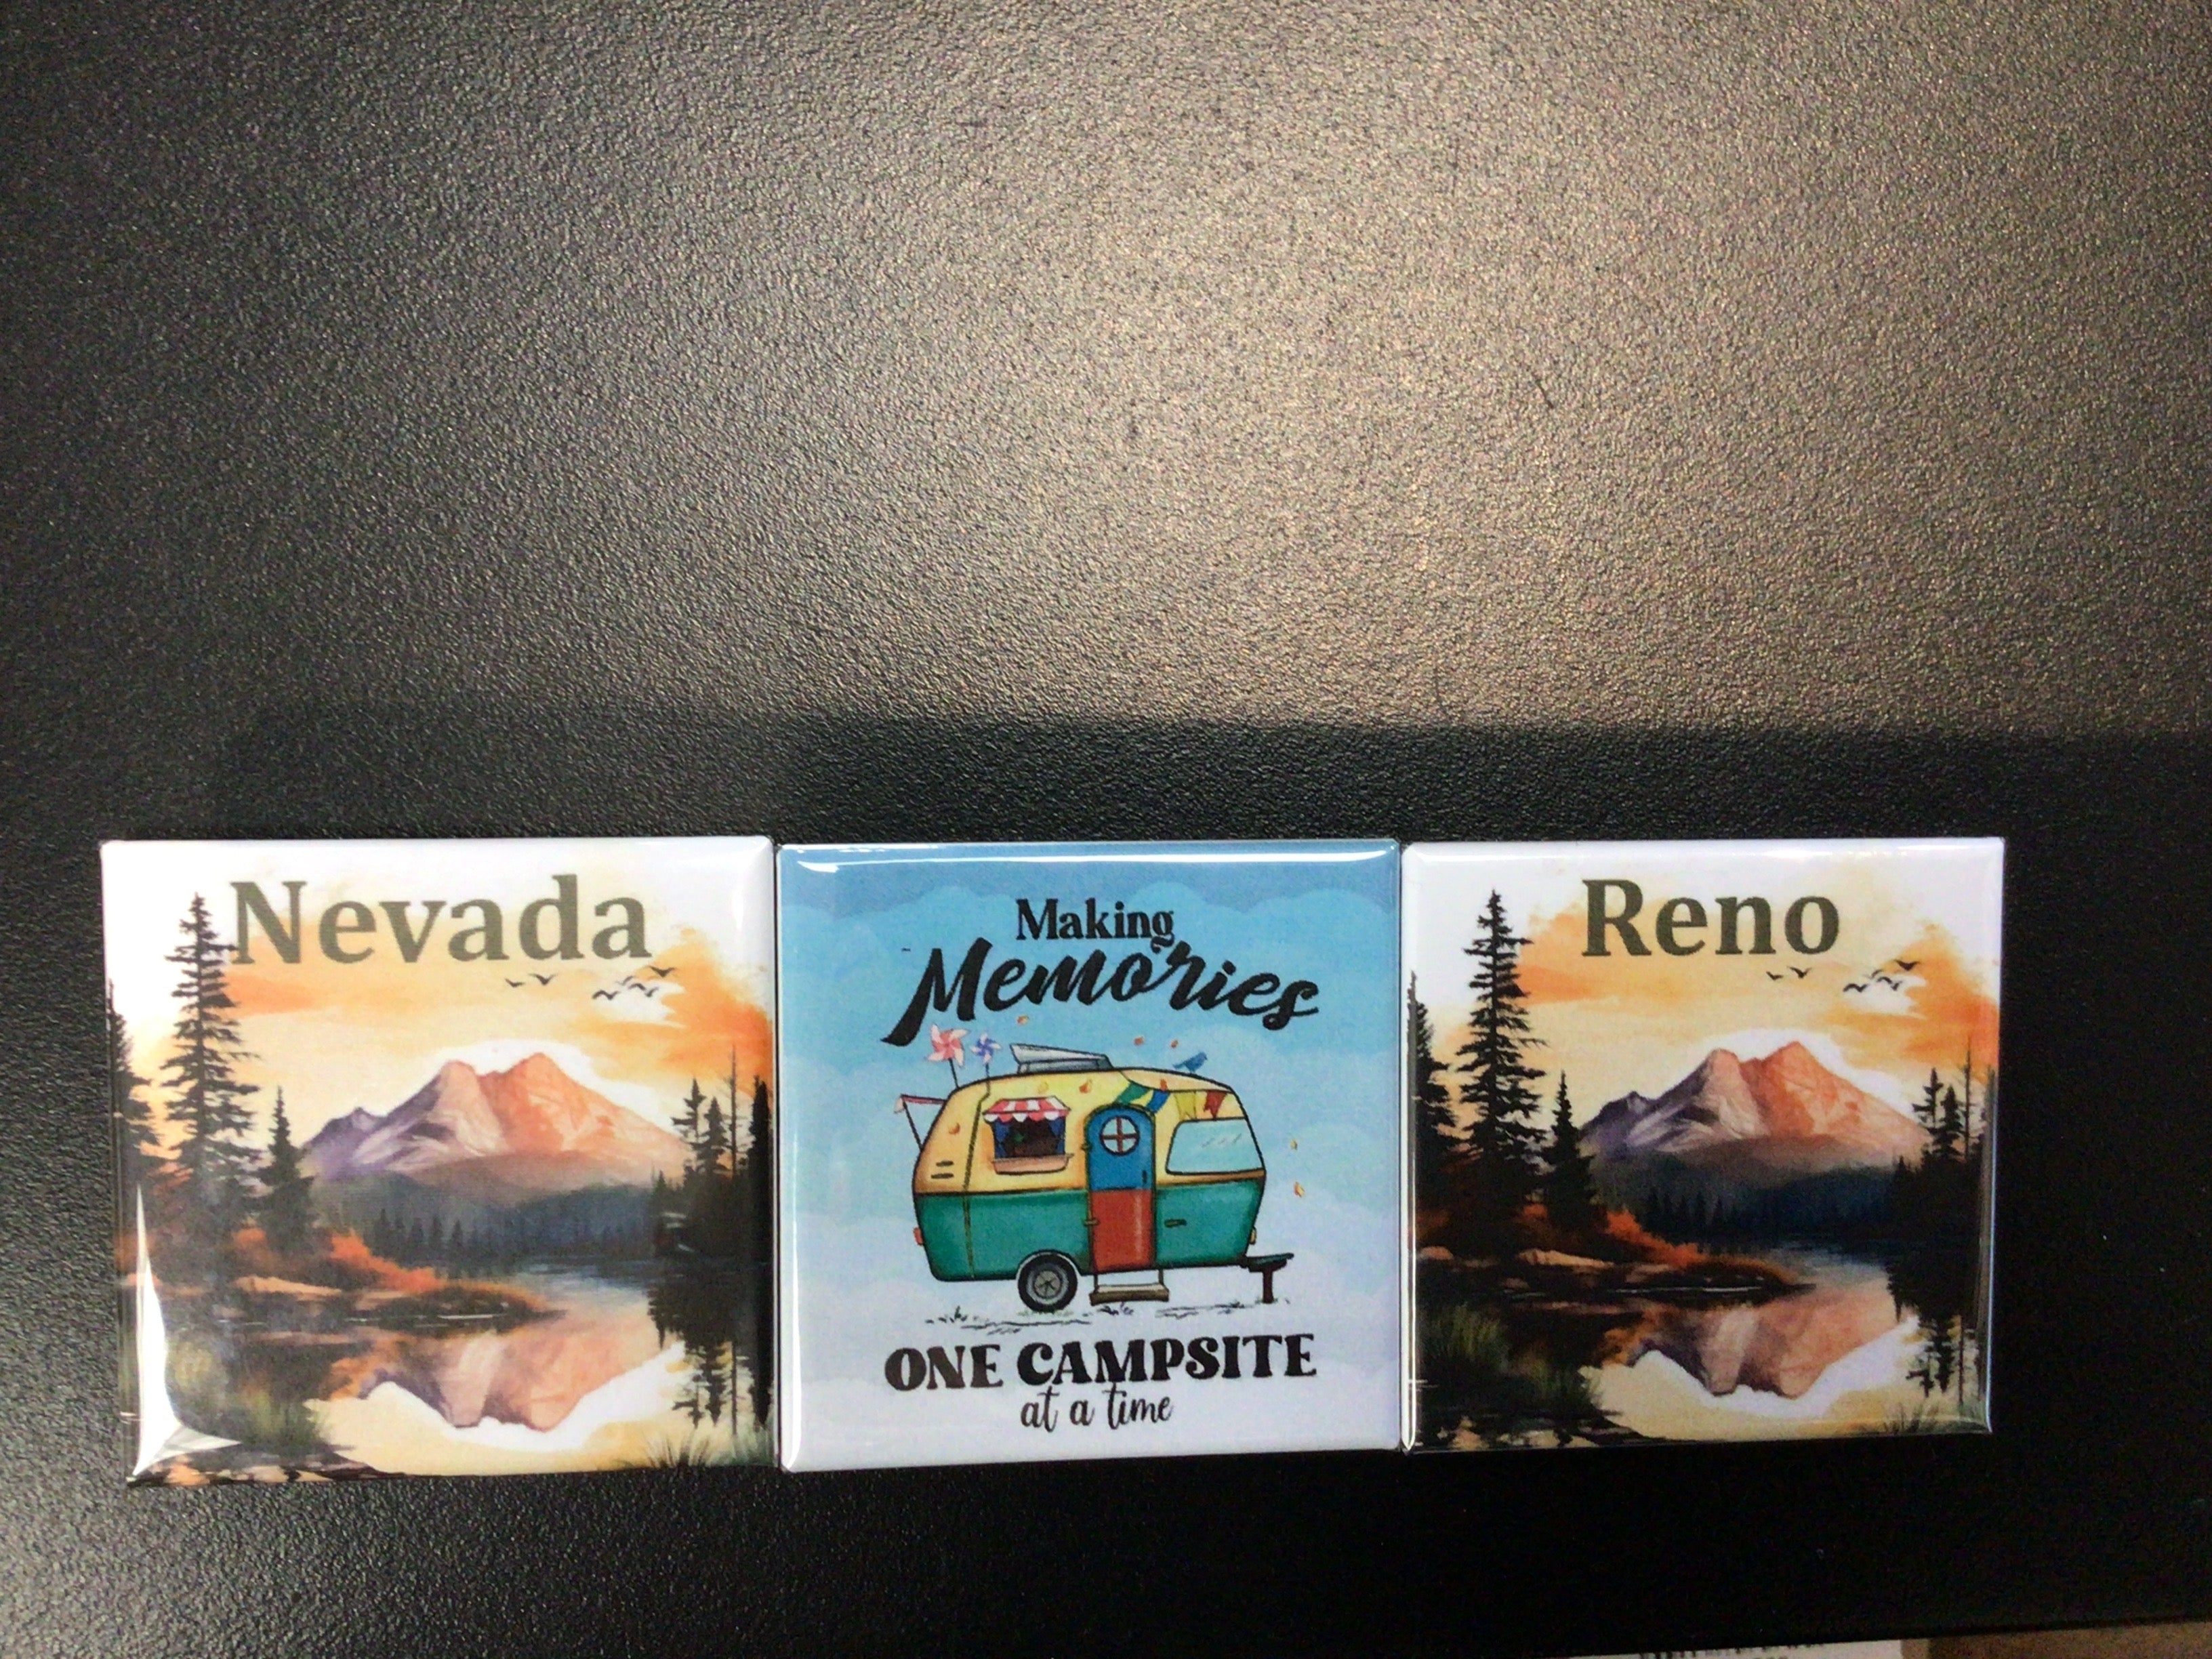 Nevada
Making
Memories
ONE CAMPSITE
at a time
Reno